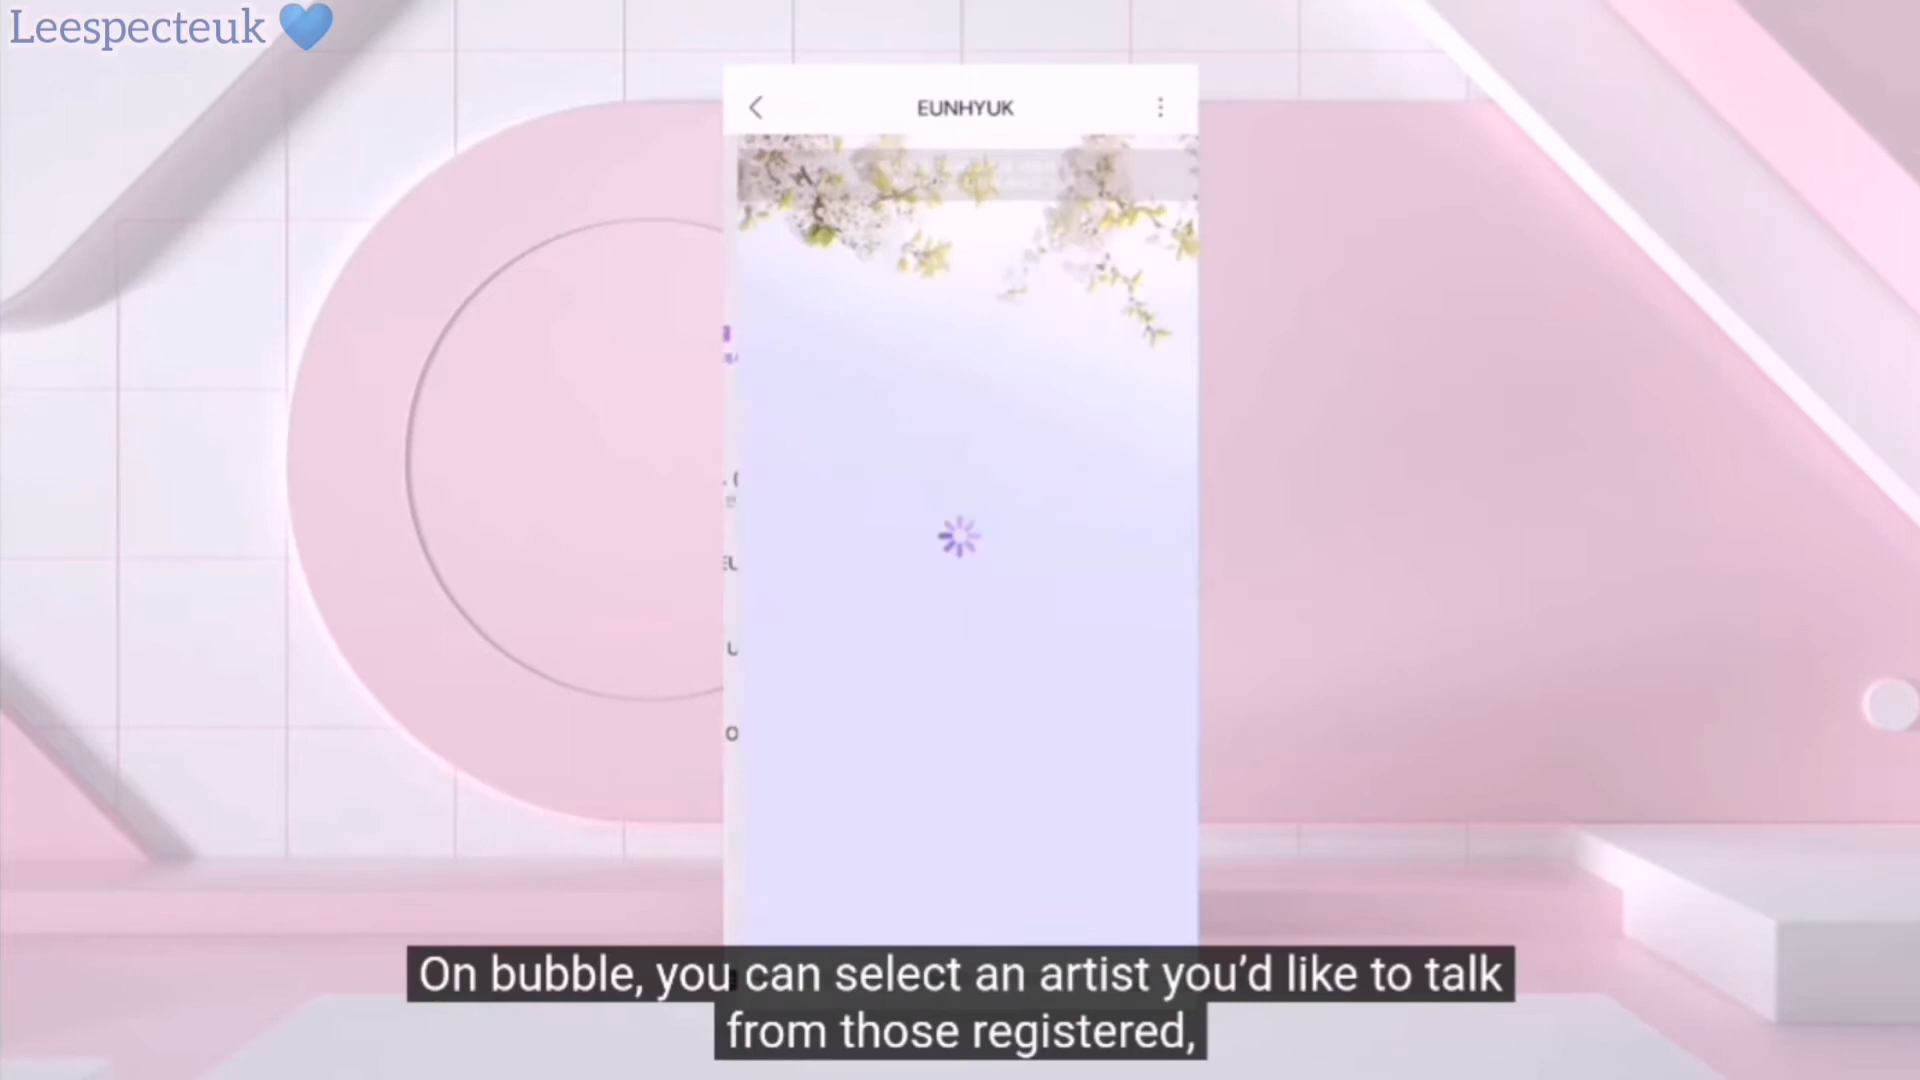 Leespecteuk
EUNHYUK
On bubble, you can select an artist you’d like to talk
from those registered,